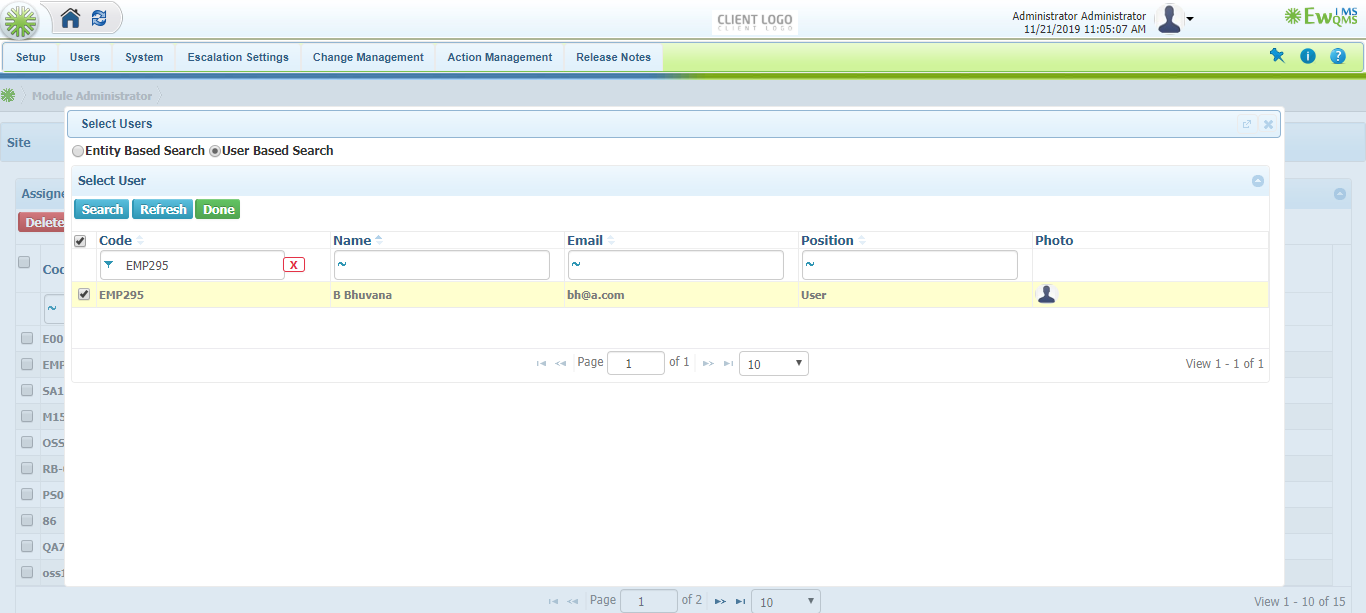 CLIENT LOGO
CLIENT LOGO
Administrator Administrator
11/21/2019 11:05:07 AM
EwQMS iMS
Setup Users System Escalation Settings Change Management Action Management Release Notes
Module Administrator
Select Users
Site
Entity Based Search User Based Search
Select User
Assigne
Search Refresh Done
Delete
Code Name Email Position Photo
~ EMP295 X ~ ~ ~
Coc
EMP295 B Bhuvana bh@a.com User
~
E00
EMP
SA1
M15
OSS
RB-
PS0
86
QA7
oss1
Page 1 of 1 10 View 1 - 1 of 1
Page 1 of 2 10 View 1 - 10 of 15